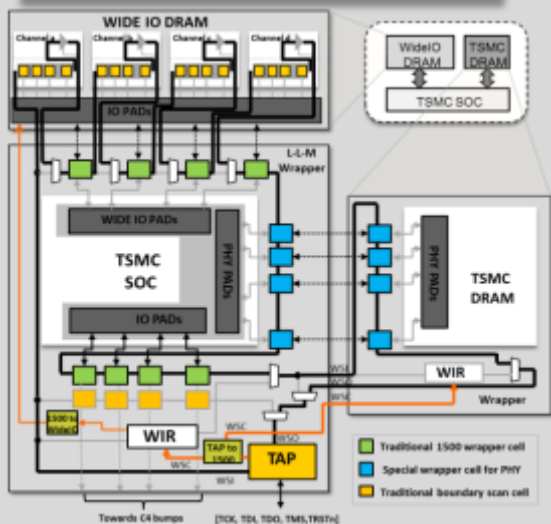 WIDE IO DRAM
Channel a
Channel b
Channel c
Channel d
IO PADs
WideIO
DRAM
TSMC
DRAM
TSMC SOC
L-L-M
Wrapper
WIDE IO PADs
PHY PADs
TSMC
SOC
IO PADs
PHY PADs
TSMC
DRAM
WSI
WSC
WIR
Wrapper
1500 to
WideIO
WIR
WSC
WSO
TAP to
1500
TAP
WSC
WSI
Traditional 1500 wrapper cell
Special wrapper cell for PHY
Traditional boundary scan cell
Towards C4 bumps
[TCK, TDI, TDO, TMS,TRSTn]